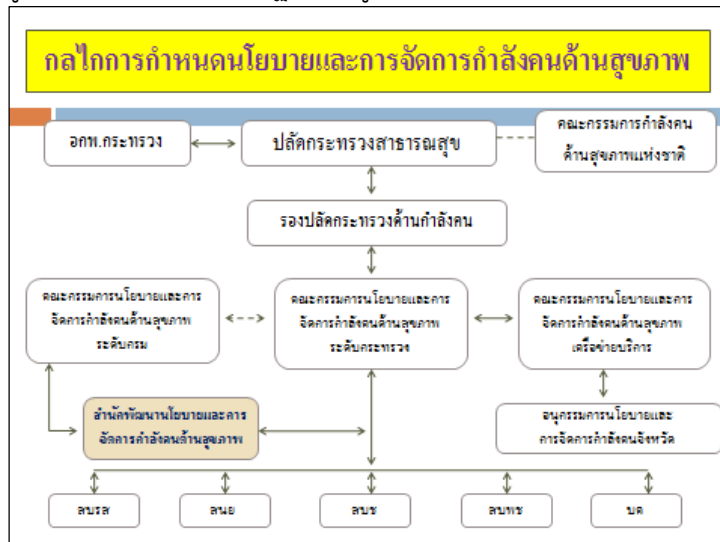 กลไกการกำหนดนโยบายและการจัดการกำลังคนด้านสุขภาพ
อกพ.กระทรวง
ปลัดกระทรวงสาธารณสุข
คณะกรรมการกำลังคน
ด้านสุขภาพแห่งชาติ
รองปลัดกระทรวงด้านกำลังคน
คณะกรรมการนโยบายและการ
จัดการกำลังคนด้านสุขภาพ
ระดับกรม
คณะกรรมการนโยบายและการ
จัดการกำลังคนด้านสุขภาพ
ระดับกระทรวง
คณะกรรมการนโยบายและการ
จัดการกำลังคนด้านสุขภาพ
เครือข่ายบริการ
สำนักพัฒนานโยบายและการ
จัดการกำลังคนด้านสุขภาพ
อนุกรรมการนโยบายและ
การจัดการกำลังคนจังหวัด
สบรส
สนย
สบช
สบพช
บค